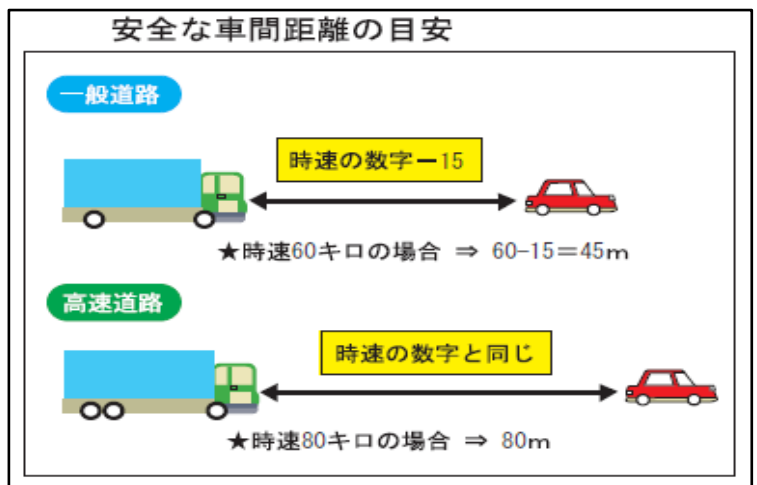 安全な車間距離の目安
一般道路
時速の数字ー15
★時速60キロの場合 ⇒ 60-15＝45m
高速道路
時速の数字と同じ
★時速80キロの場合 ⇒ 80m